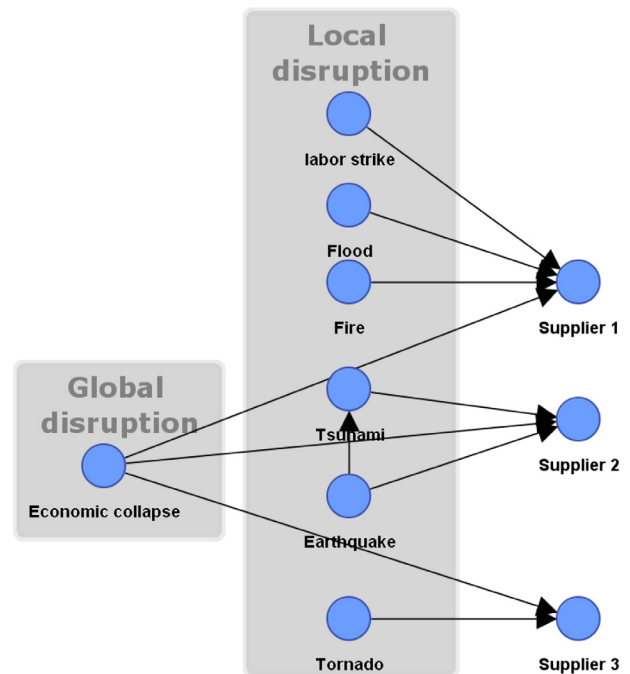 Local
disruption
labor strike
Flood
Fire
Supplier 1
Global
disruption
Tsunami
Supplier 2
Economic collapse
Earthquake
Tornado
Supplier 3